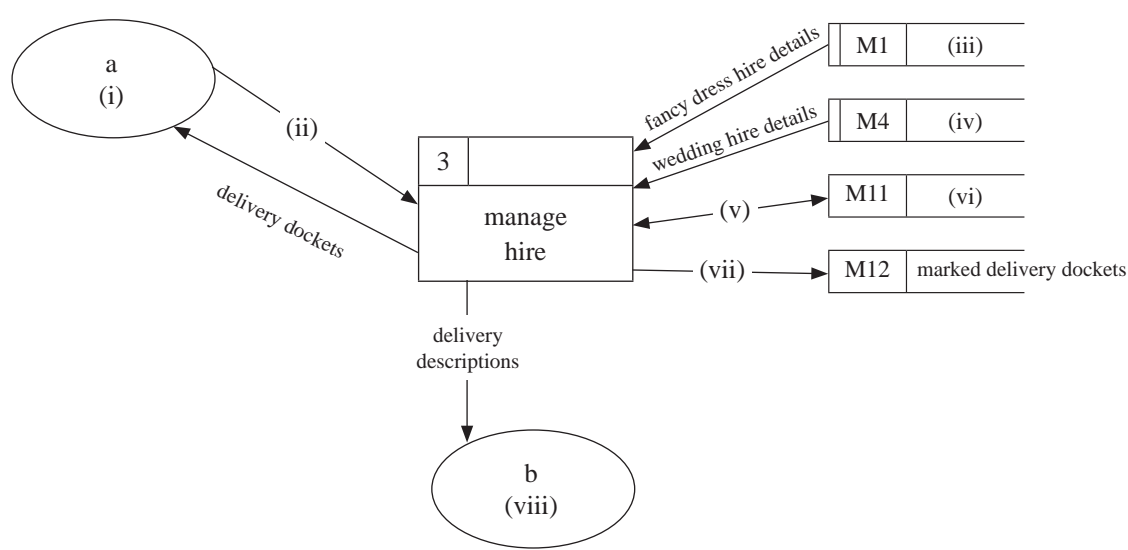 a
(i)
(ii)
delivery dockets
3
manage
hire
fancy dress hire details
wedding hire details
(v)
(vii)
M1 (iii)
M4 (iv)
M11 (vi)
M12 marked delivery dockets
delivery
descriptions
b
(viii)